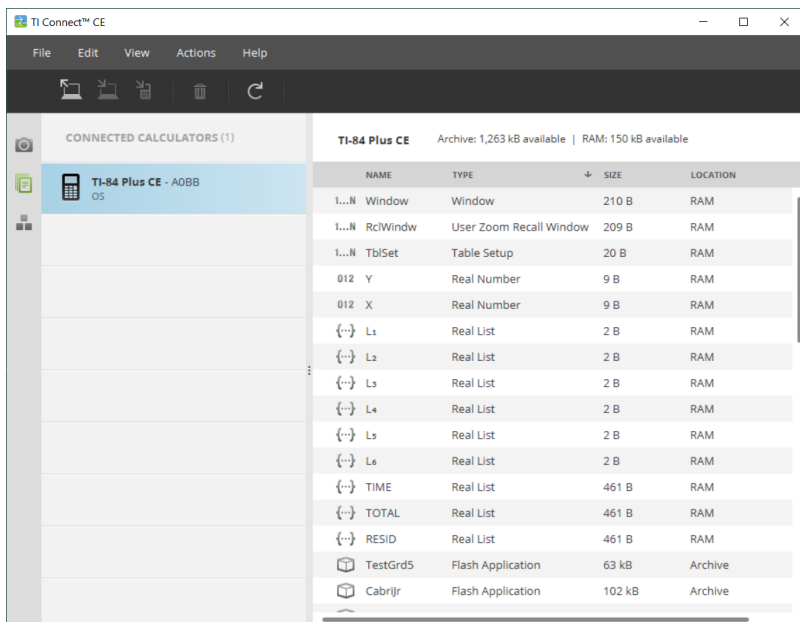 TI Connect™ CE
File Edit View Actions Help
CONNECTED CALCULATORS (1)
TI-84 Plus CE - A0BB
OS
TI-84 Plus CE Archive: 1,263 kB available | RAM: 150 kB available
NAME TYPE SIZE LOCATION
1...N Window Window 210 B RAM
1...N RclWindw User Zoom Recall Window 209 B RAM
1...N TblSet Table Setup 20 B RAM
012 Y Real Number 9 B RAM
012 X Real Number 9 B RAM
{···} L₁ Real List 2 B RAM
{···} L₂ Real List 2 B RAM
{···} L₃ Real List 2 B RAM
{···} L₄ Real List 2 B RAM
{···} L₅ Real List 2 B RAM
{···} L₆ Real List 2 B RAM
{···} TIME Real List 461 B RAM
{···} TOTAL Real List 461 B RAM
{···} RESID Real List 461 B RAM
TestGrd5 Flash Application 63 kB Archive
CabriJr Flash Application 102 kB Archive